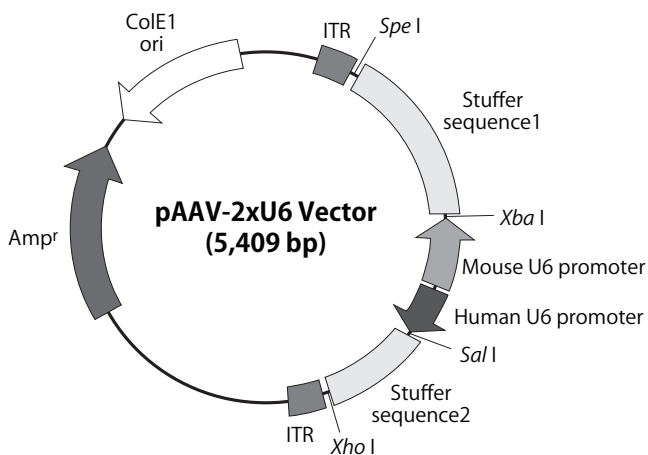 ColE1
ori
ITR
Spe I
Stuffer
sequence1
pAAV-2xU6 Vector
(5,409 bp)
Xba I
Ampʳ
Mouse U6 promoter
Human U6 promoter
Sal I
Stuffer
sequence2
ITR
Xho I